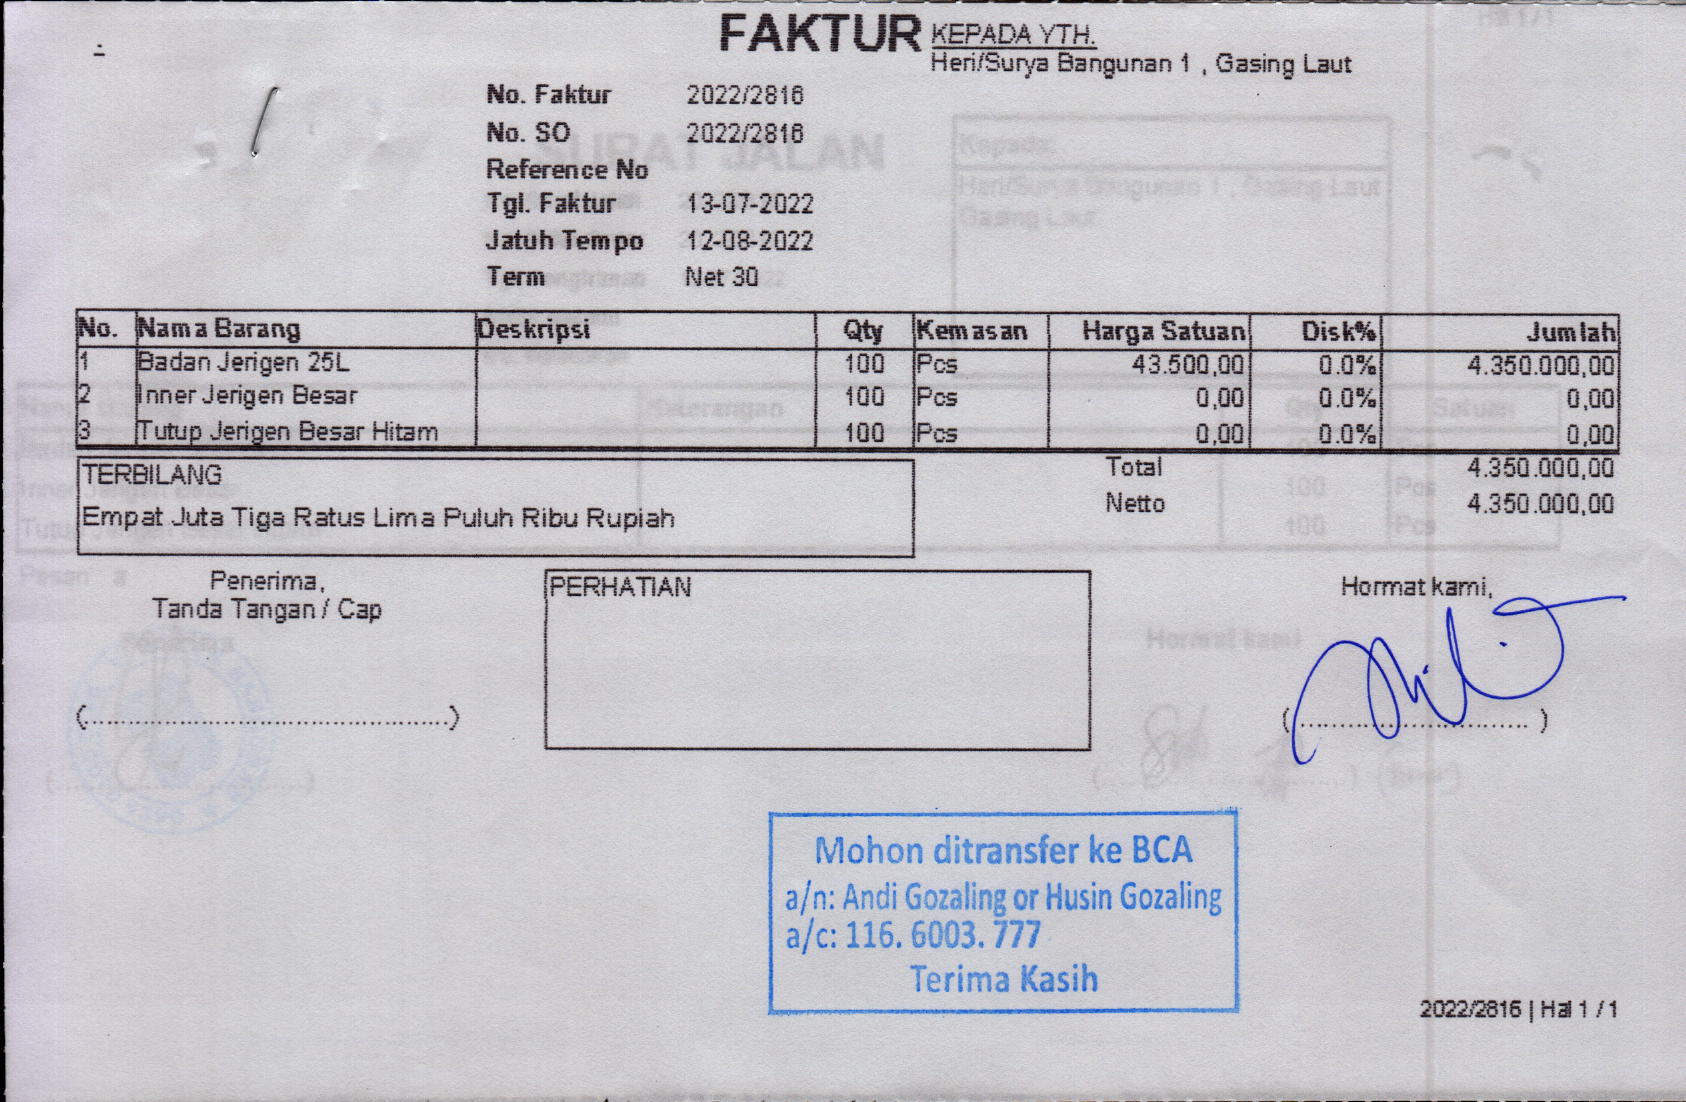 FAKTUR
KEPADA YTH.
Heri/Surya Bangunan 1 , Gasing Laut
No. Faktur 2022/2816
No. SO 2022/2816
Reference No
Tgl. Faktur 13-07-2022
Jatuh Tempo 12-08-2022
Term Net 30
No. Nama Barang Deskripsi Qty Kemasan Harga Satuan Disk% Jumlah
1 Badan Jerigen 25L 100 Pcs 43.500,00 0.0% 4.350.000,00
2 Inner Jerigen Besar 100 Pcs 0,00 0.0% 0,00
3 Tutup Jerigen Besar Hitam 100 Pcs 0,00 0.0% 0,00
TERBILANG
Empat Juta Tiga Ratus Lima Puluh Ribu Rupiah
Total 4.350.000,00
Netto 4.350.000,00
Penerima,
Tanda Tangan / Cap
(................................................)
PERHATIAN
Hormat kami,
(.............................. )
Mohon ditransfer ke BCA
a/n: Andi Gozaling or Husin Gozaling
a/c: 116. 6003. 777
Terima Kasih
2022/2816 | Hal 1 / 1